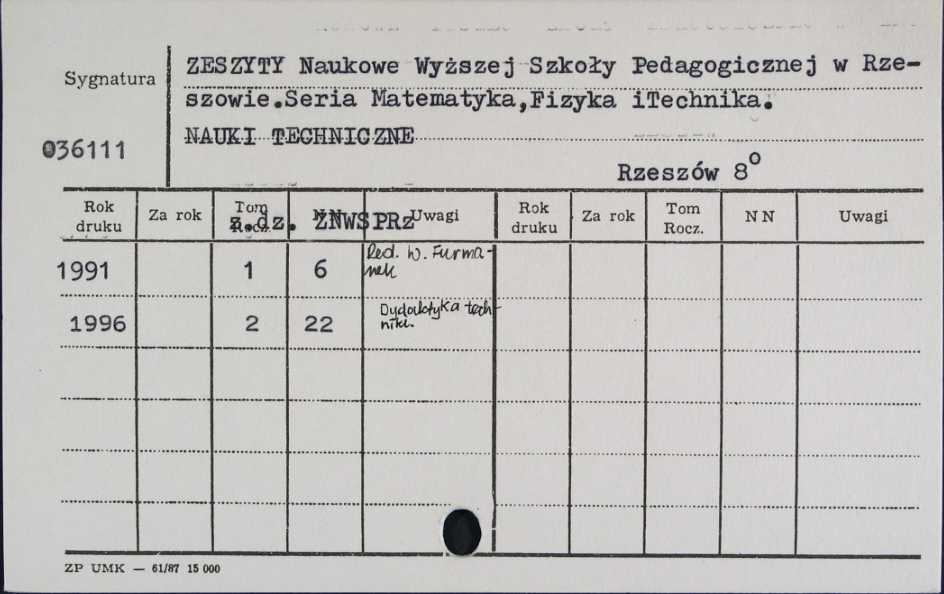 ZESZYTY Naukowe Wyższej Szkoły Pedagogicznej w Rze-
Sygnatura
szowie.Seria Matematyka,Fizyka iTechnika.
NAUKI TECHNICZNE
036111
Rzeszów 8°
Rok druku Za rok Tom Rocz. NN Uwagi Rok druku Za rok Tom Rocz. NN Uwagi
z.dz. ZNWSPRz
1991 1 6 Red. W. Furma-
nek
1996 2 22 Dydaktyka tech-
niki.
ZP UMK — 61/87 15 000